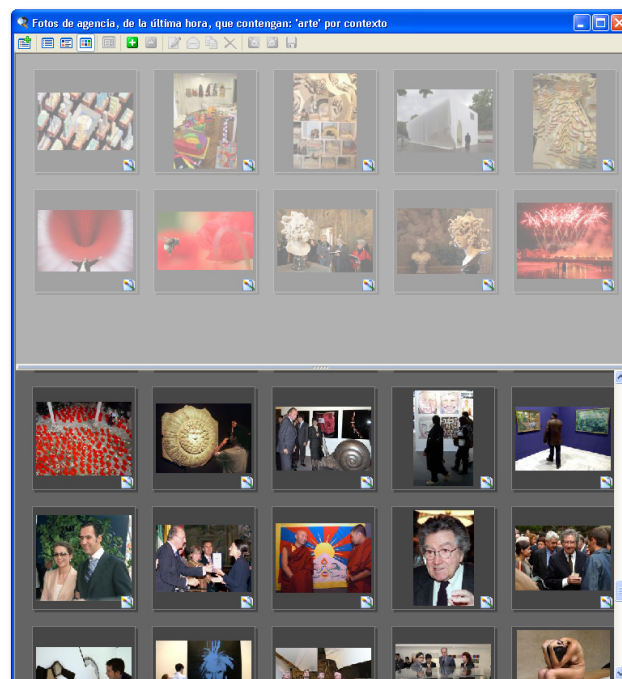 Fotos de agencia, de la última hora, que contengan: 'arte' por contexto